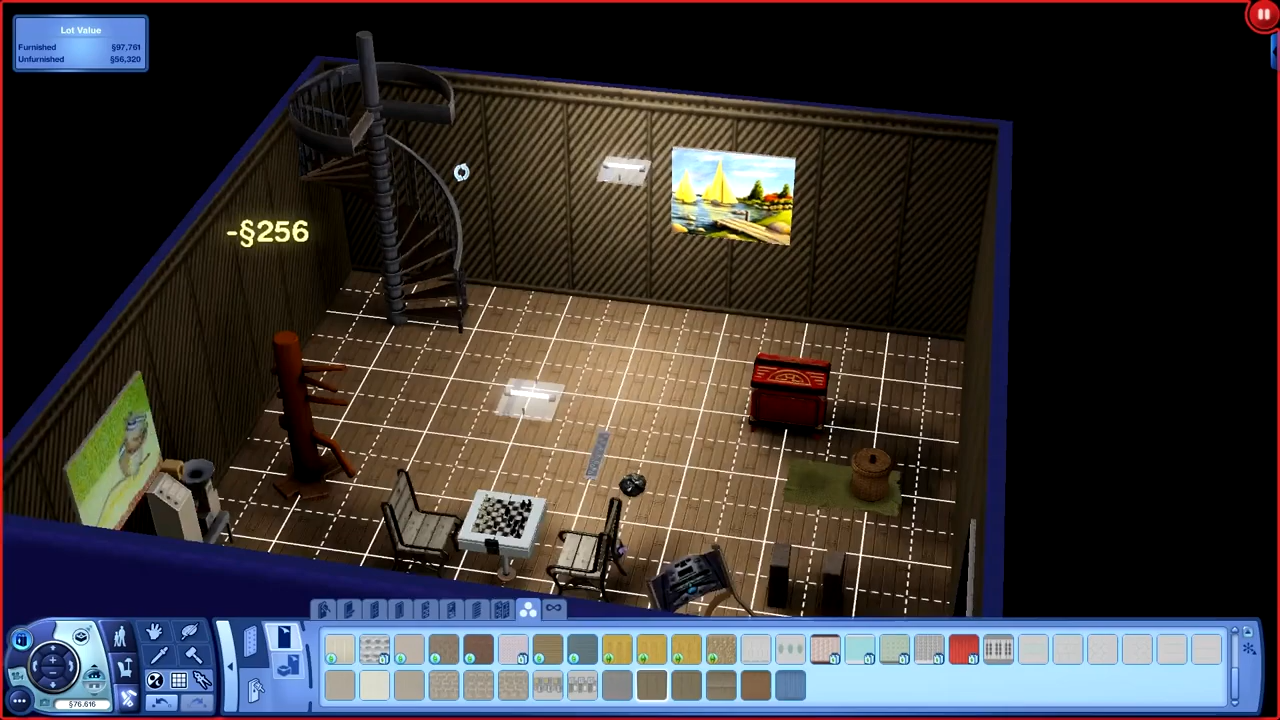 Lot Value
Furnished §97,761
Unfurnished §56,320
-§256
§76,616